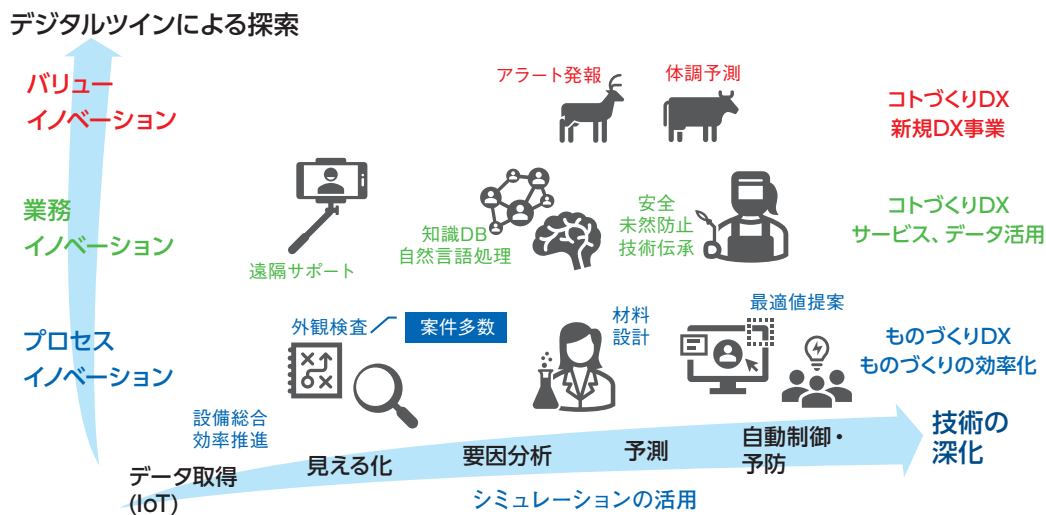 デジタルツインによる探索
バリュー
イノベーション
アラート発報
体調予測
コトづくりDX
新規DX事業
業務
イノベーション
遠隔サポート
知識DB
自然言語処理
安全
未然防止
技術伝承
コトづくりDX
サービス、データ活用
プロセス
イノベーション
外観検査
案件多数
材料
設計
最適値提案
ものづくりDX
ものづくりの効率化
設備総合
効率推進
データ取得
(IoT)
見える化
要因分析
予測
自動制御・
予防
技術の
深化
シミュレーションの活用